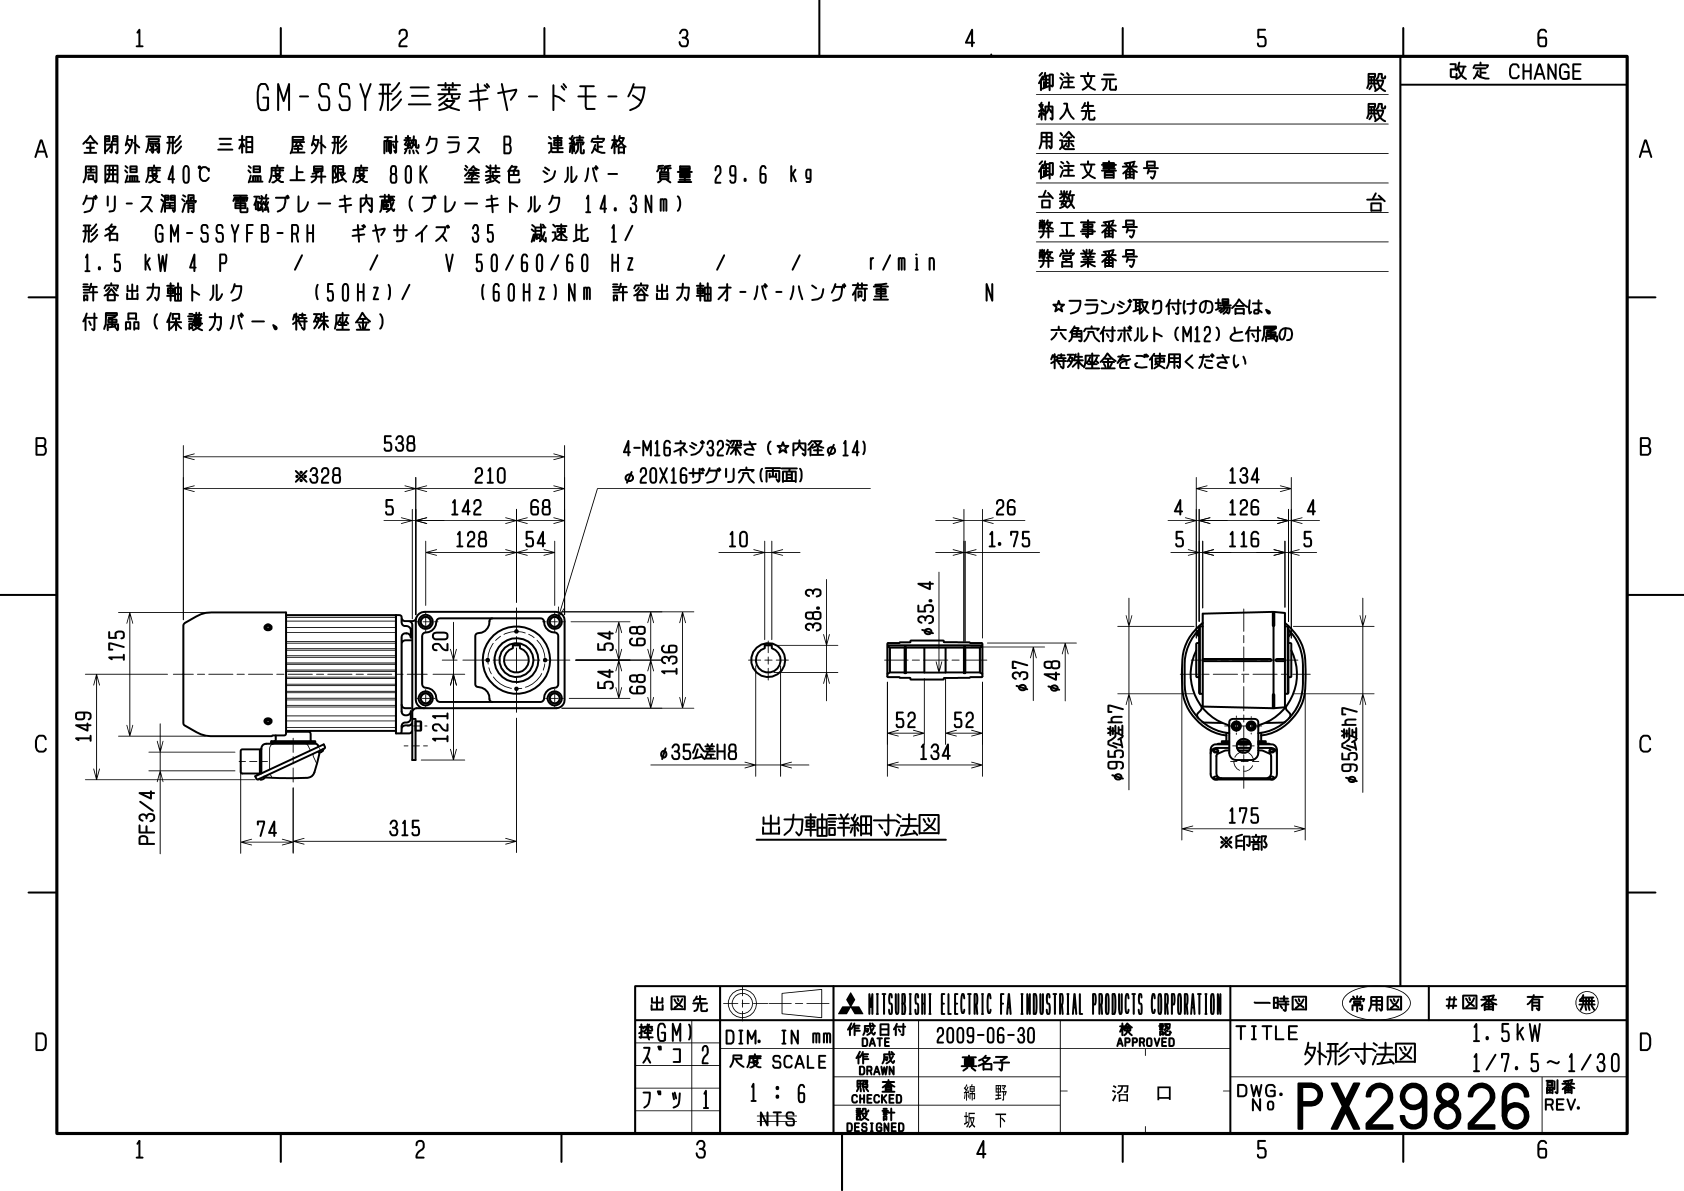 1 2 3 4 5 6
改定 CHANGE
GM-SSY形三菱ギヤードモータ
全閉外扇形 三相 屋外形 耐熱クラス B 連続定格
周囲温度40℃ 温度上昇限度 80K 塗装色 シルバー 質量 29.6 kg
グリース潤滑 電磁ブレーキ内蔵(ブレーキトルク 14.3Nm)
形名 GM-SSYFB-RH ギヤサイズ 35 減速比 1/
1.5 kW 4 P / / V 50/60/60 Hz / / r/min
許容出力軸トルク (50Hz)/ (60Hz)Nm 許容出力軸オーバーハング荷重 N
付属品(保護カバー、特殊座金)
御注文元 殿
納入先 殿
用途
御注文書番号
台数 台
弊工事番号
弊営業番号
☆フランジ取り付けの場合は、
六角穴付ボルト(M12)と付属の
特殊座金をご使用ください
A A
B B
C C
D D
538
※328 210
5 142 68
128 54
4-M16ネジ32深さ(☆内径φ14)
φ20X16ザグリ穴(両面)
175
149
20
121
54
54
68
68
136
PF3/4
74 315
10
38.3
φ35公差H8
26
1.75
φ35.4
φ37
φ48
52 52
134
出力軸詳細寸法図
134
4 126 4
5 116 5
φ95公差h7
φ95公差h7
175
※印部
出図先
MITSUBISHI ELECTRIC FA INDUSTRIAL PRODUCTS CORPORATION
一時図 常用図
#図番 有 無
DIM. IN mm
作成日付
DATE
2009-06-30
検 認
APPROVED
TITLE
外形寸法図
1.5kW
1/7.5～1/30
ズコ 2
尺度 SCALE
1 : 6
NTS
作 成
DRAWN
真名子
照 査
CHECKED
綿 野
沼 口
ブツ 1
設 計
DESIGNED
坂 下
DWG.
No
PX29826
副番
REV.
1 2 3 4 5 6